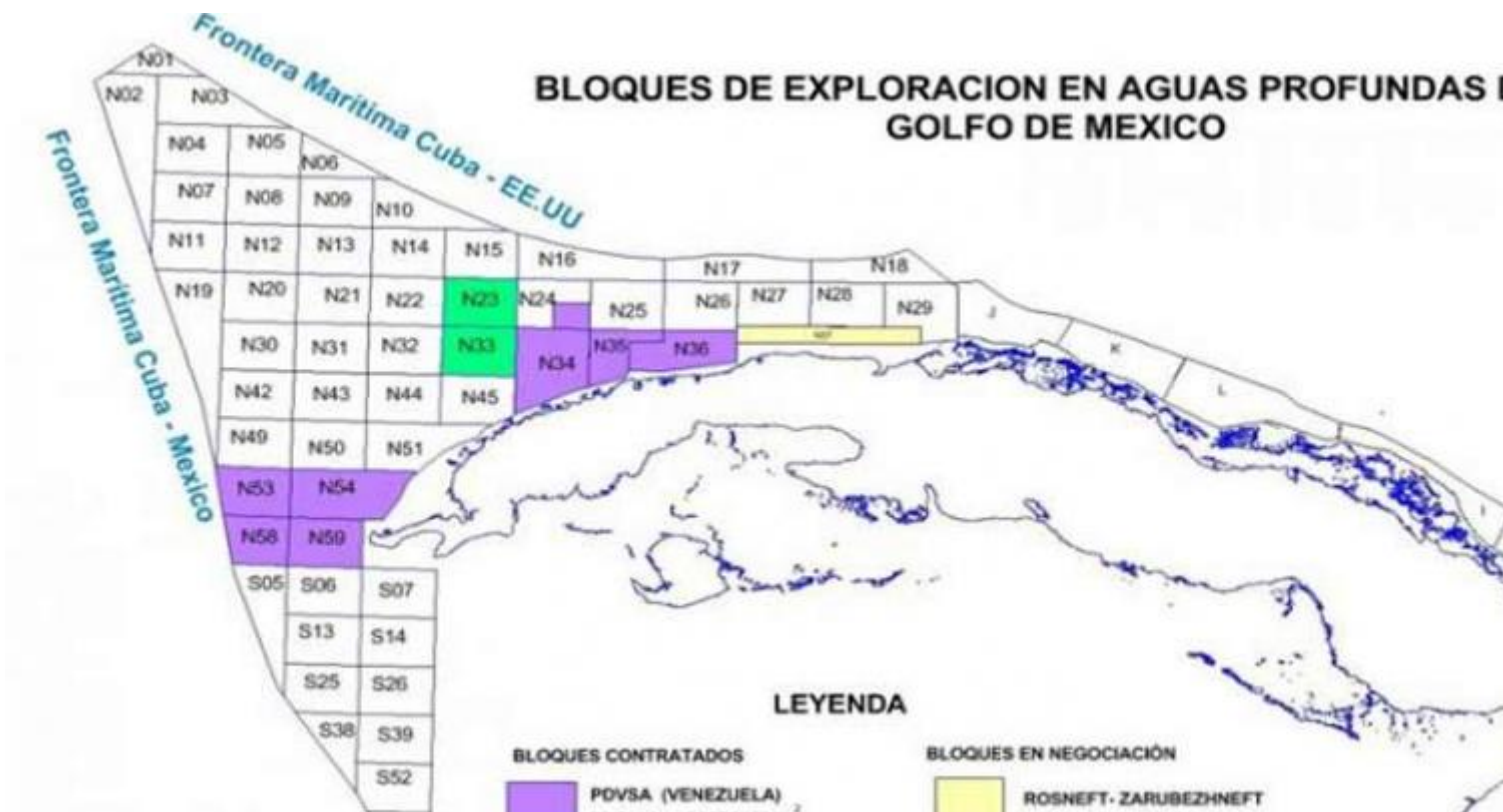 Frontera Marítima Cuba - EE.UU
BLOQUES DE EXPLORACION EN AGUAS PROFUNDAS
GOLFO DE MEXICO
Frontera Marítima Cuba - Mexico
N01
N02
N03
N04
N05
N06
N07
N08
N09
N10
N11
N12
N13
N14
N15
N16
N17
N18
N19
N20
N21
N22
N23
N24
N25
N26
N27
N28
N29
J
K
L
N30
N31
N32
N33
N34
N35
N36
N42
N43
N44
N45
N49
N50
N51
N53
N54
N58
N59
S05
S06
S07
S13
S14
S25
S26
S38
S39
S52
LEYENDA
BLOQUES CONTRATADOS
BLOQUES EN NEGOCIACIÓN
PDVSA (VENEZUELA)
ROSNEFT- ZARUBEZHNEFT